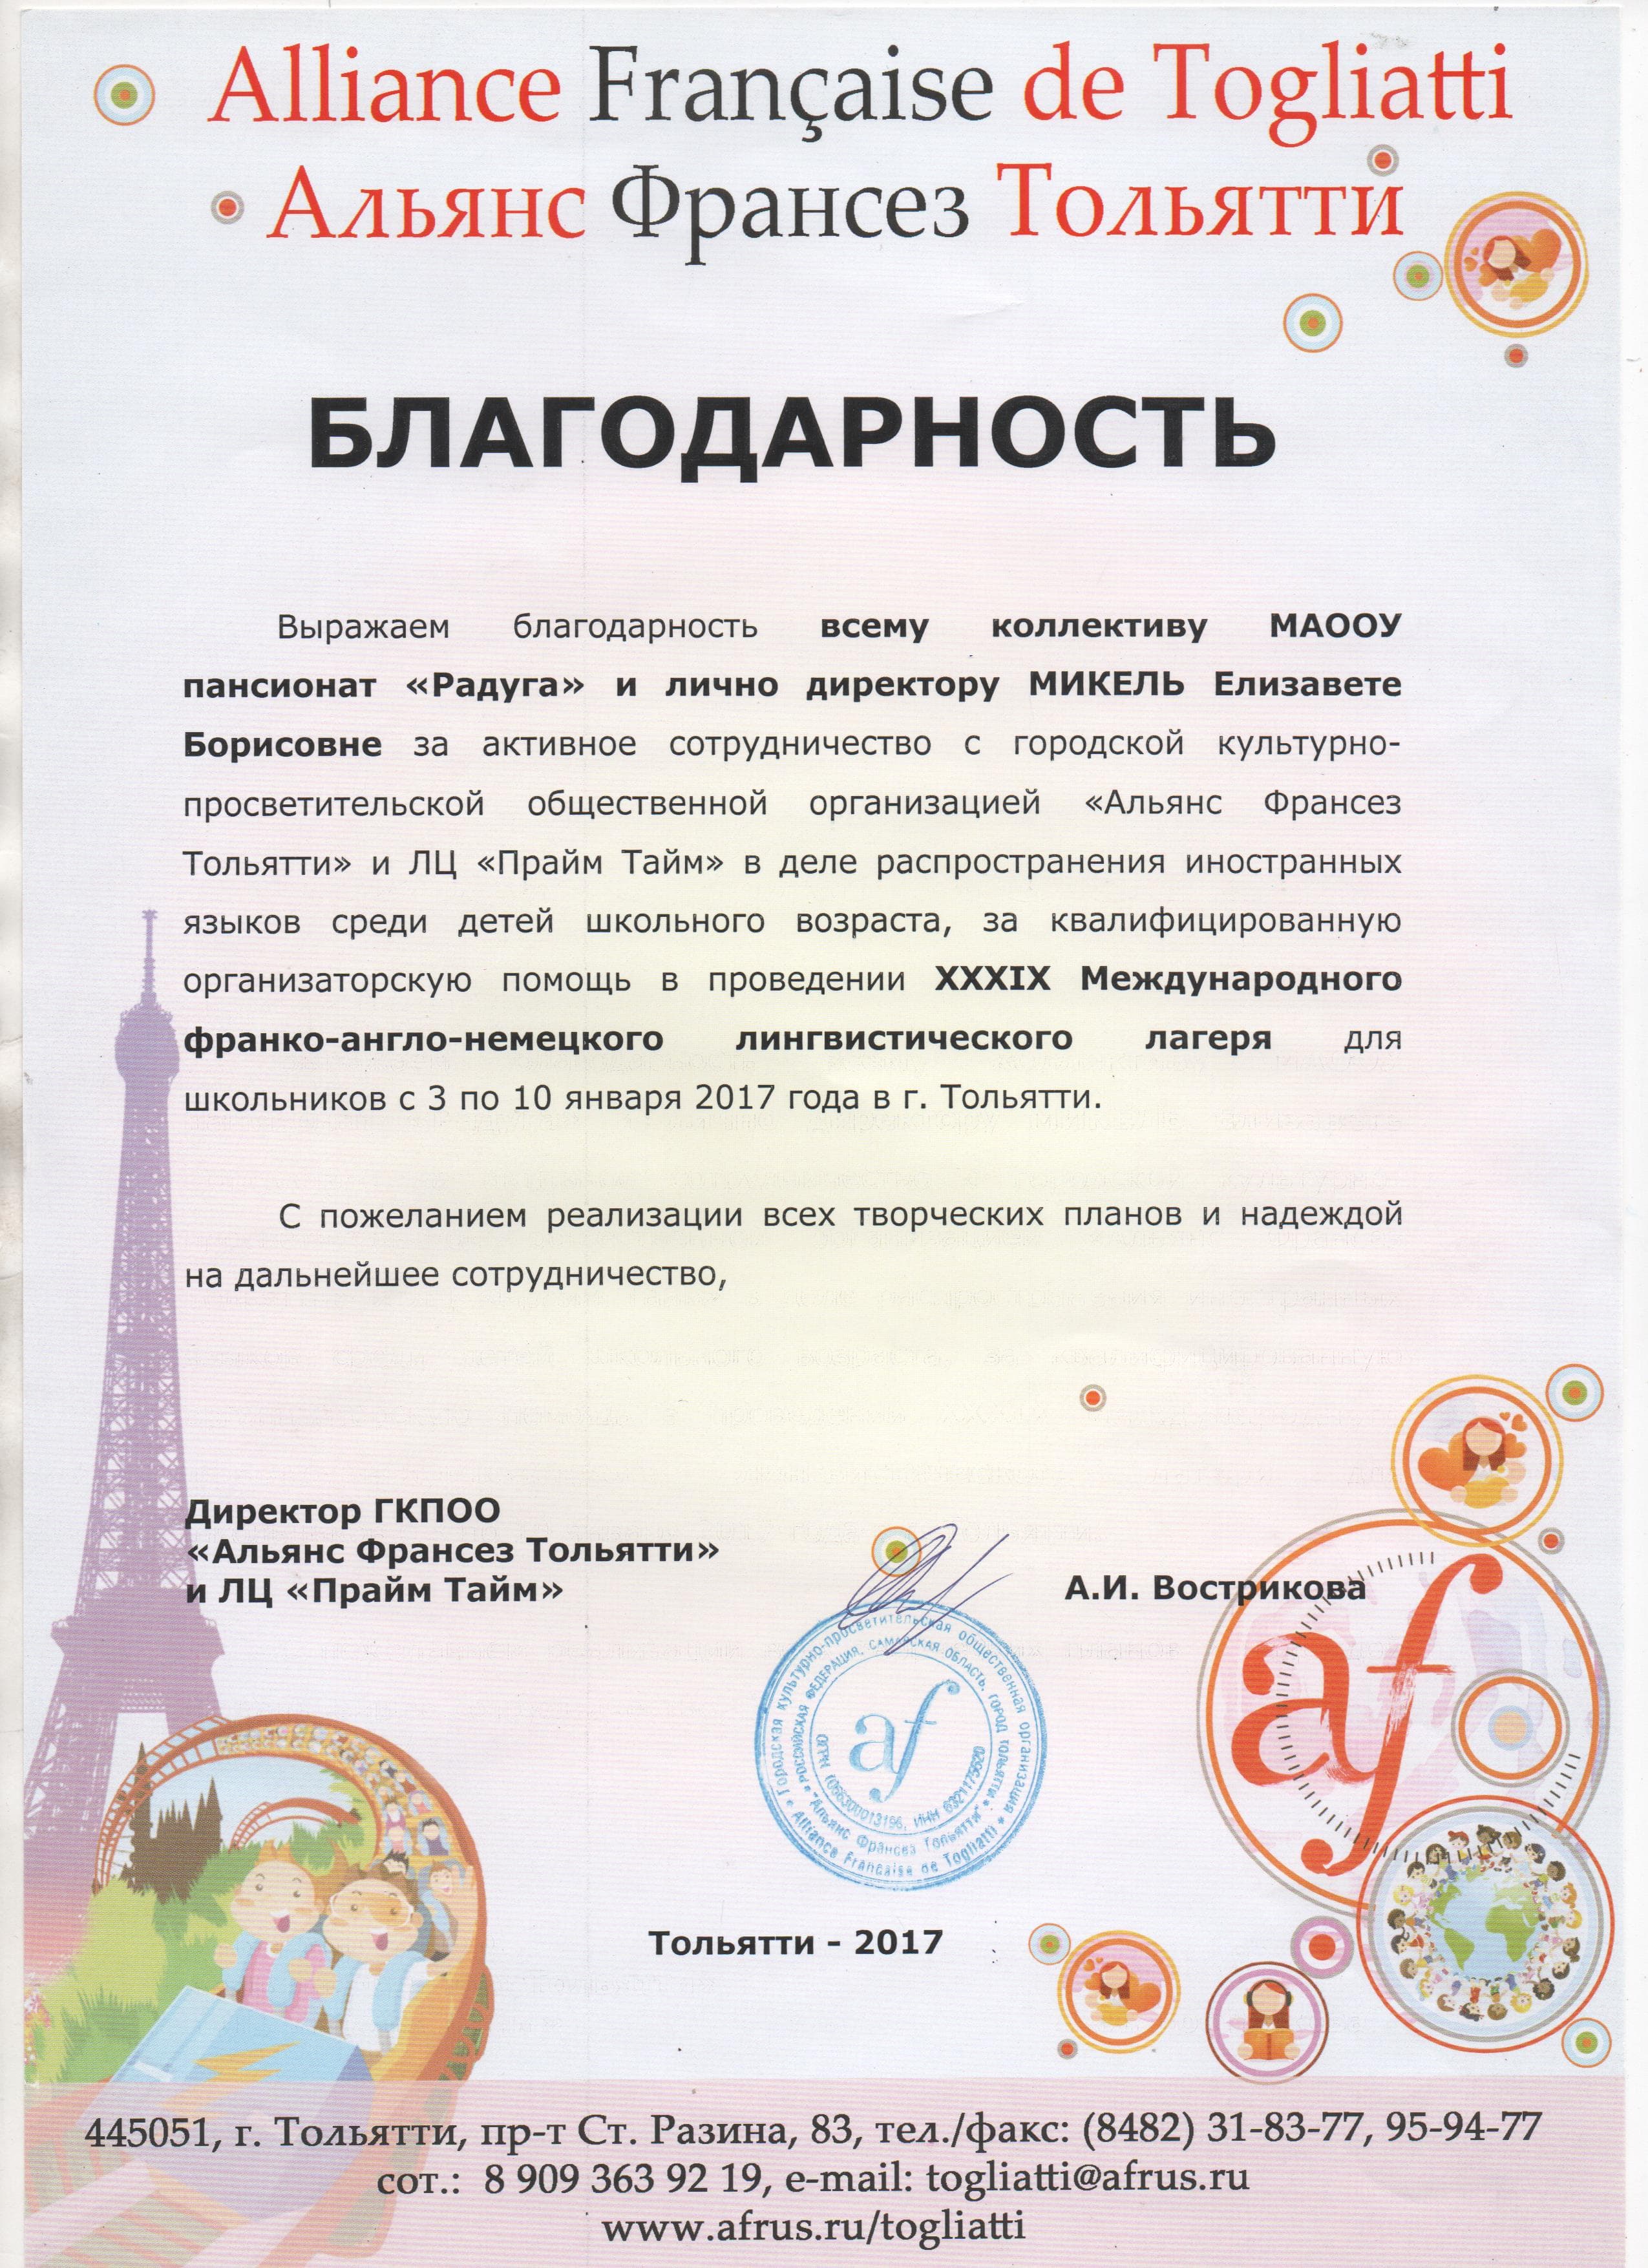 Alliance Française de Togliatti
Альянс Франсез Тольятти
БЛАГОДАРНОСТЬ
Выражаем благодарность всему коллективу МАООУ
пансионат «Радуга» и лично директору МИКЕЛЬ Елизавете
Борисовне за активное сотрудничество с городской культурно-
просветительской общественной организацией «Альянс Франсез
Тольятти» и ЛЦ «Прайм Тайм» в деле распространения иностранных
языков среди детей школьного возраста, за квалифицированную
организаторскую помощь в проведении XXXIX Международного
франко-англо-немецкого лингвистического лагеря для
школьников с 3 по 10 января 2017 года в г. Тольятти.
С пожеланием реализации всех творческих планов и надеждой
на дальнейшее сотрудничество,
Директор ГКПОО
«Альянс Франсез Тольятти»
и ЛЦ «Прайм Тайм»
А.И. Вострикова
Городская культурно-просветительская общественная организация
Alliance Française de Togliatti
РОССИЙСКАЯ ФЕДЕРАЦИЯ, САМАРСКАЯ ОБЛАСТЬ, ГОРОД ТОЛЬЯТТИ
"Альянс Франсез Тольятти"
ИНН 6321175620
af
af
Тольятти - 2017
445051, г. Тольятти, пр-т Ст. Разина, 83, тел./факс: (8482) 31-83-77, 95-94-77
сот.: 8 909 363 92 19, e-mail: togliatti@afrus.ru
www.afrus.ru/togliatti